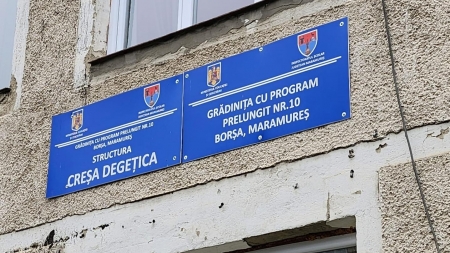 GRĂDINIȚA CU PROGRAM PRELUNGIT NR.10
BORȘA, MARAMUREȘ
STRUCTURA
CREȘA DEGEȚICA
GRĂDINIȚA CU PROGRAM
PRELUNGIT NR.10
BORȘA, MARAMUREȘ